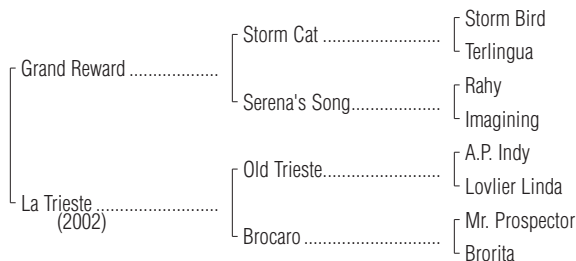 Storm Bird
Storm Cat ..............................
Terlingua
Grand Reward ......................
Rahy
Serena's Song.......................
Imagining
A.P. Indy
Old Trieste..............................
Lovlier Linda
La Trieste ..............................
(2002)
Mr. Prospector
Brocaro ..................................
Brorita